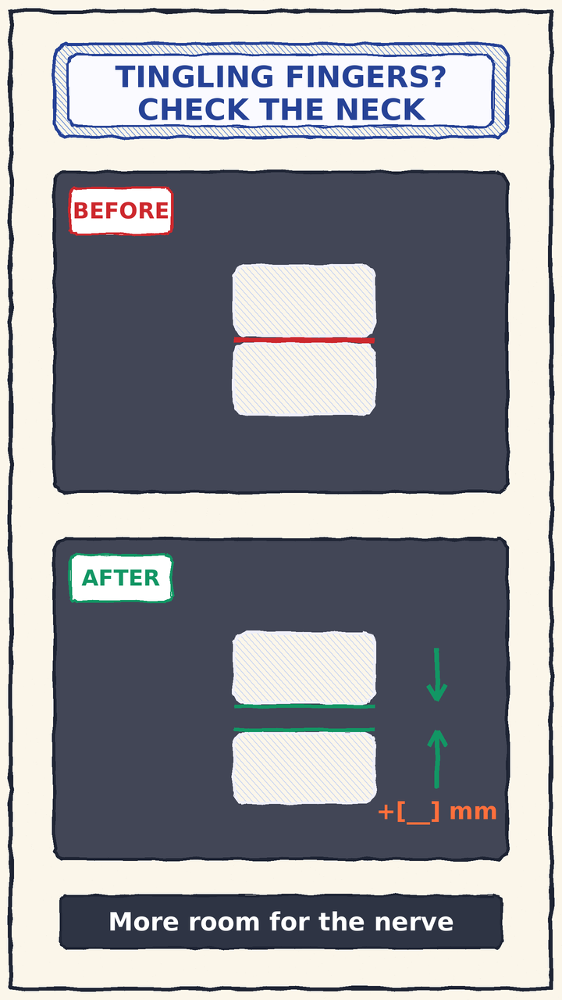 TINGLING FINGERS?
CHECK THE NECK
BEFORE
AFTER
+[__] mm
More room for the nerve